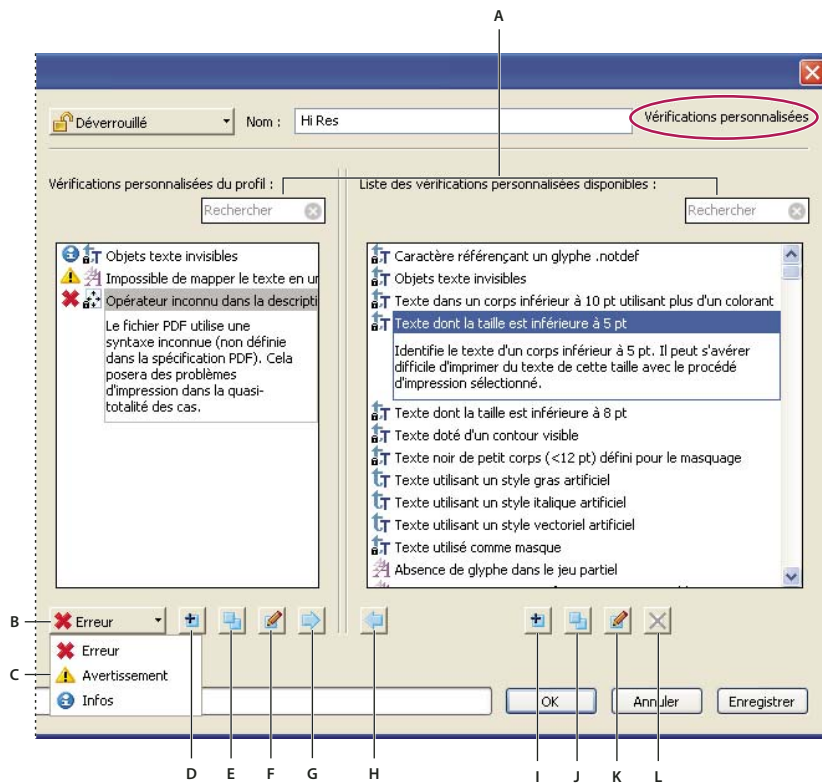 A
Déverrouillé
Nom :
Hi Res
Vérifications personnalisées
Vérifications personnalisées du profil :
Rechercher
Objets texte invisibles
Impossible de mapper le texte en un
Opérateur inconnu dans la descripti
Le fichier PDF utilise une
syntaxe inconnue (non définie
dans la spécification PDF). Cela
posera des problèmes
d'impression dans la quasi-
totalité des cas.
Liste des vérifications personnalisées disponibles :
Rechercher
Caractère référençant un glyphe .notdef
Objets texte invisibles
Texte dans un corps inférieur à 10 pt utilisant plus d'un colorant
Texte dont la taille est inférieure à 5 pt
Identifie le texte d'un corps inférieur à 5 pt. Il peut s'avérer
difficile d'imprimer du texte de cette taille avec le procédé
d'impression sélectionné.
Texte dont la taille est inférieure à 8 pt
Texte doté d'un contour visible
Texte noir de petit corps (<12 pt) défini pour le masquage
Texte utilisant un style gras artificiel
Texte utilisant un style italique artificiel
Texte utilisant un style vectoriel artificiel
Texte utilisé comme masque
Absence de glyphe dans le jeu partiel
B
Erreur
Erreur
C
Avertissement
Infos
OK
Annuler
Enregistrer
D
E
F
G
H
I
J
K
L